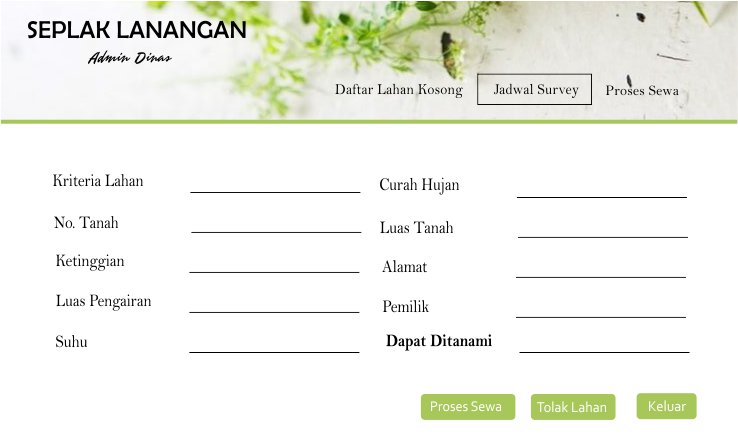 SEPLAK LANANGAN
Admin Dinas
Daftar Lahan Kosong
Jadwal Survey
Proses Sewa
Kriteria Lahan
Curah Hujan
No. Tanah
Luas Tanah
Ketinggian
Alamat
Luas Pengairan
Pemilik
Suhu
Dapat Ditanami
Proses Sewa
Tolak Lahan
Keluar